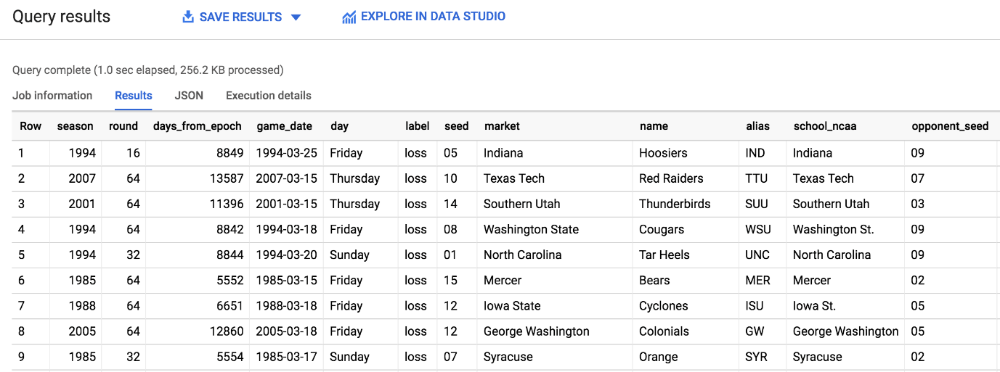 Query results SAVE RESULTS EXPLORE IN DATA STUDIO
Query complete (1.0 sec elapsed, 256.2 KB processed)
Job information Results JSON Execution details
Row season round days_from_epoch game_date day label seed market name alias school_ncaa opponent_seed
1 1994 16 8849 1994-03-25 Friday loss 05 Indiana Hoosiers IND Indiana 09
2 2007 64 13587 2007-03-15 Thursday loss 10 Texas Tech Red Raiders TTU Texas Tech 07
3 2001 64 11396 2001-03-15 Thursday loss 14 Southern Utah Thunderbirds SUU Southern Utah 03
4 1994 64 8842 1994-03-18 Friday loss 08 Washington State Cougars WSU Washington St. 09
5 1994 32 8844 1994-03-20 Sunday loss 01 North Carolina Tar Heels UNC North Carolina 09
6 1985 64 5552 1985-03-15 Friday loss 15 Mercer Bears MER Mercer 02
7 1988 64 6651 1988-03-18 Friday loss 12 Iowa State Cyclones ISU Iowa St. 05
8 2005 64 12860 2005-03-18 Friday loss 12 George Washington Colonials GW George Washington 05
9 1985 32 5554 1985-03-17 Sunday loss 07 Syracuse Orange SYR Syracuse 02